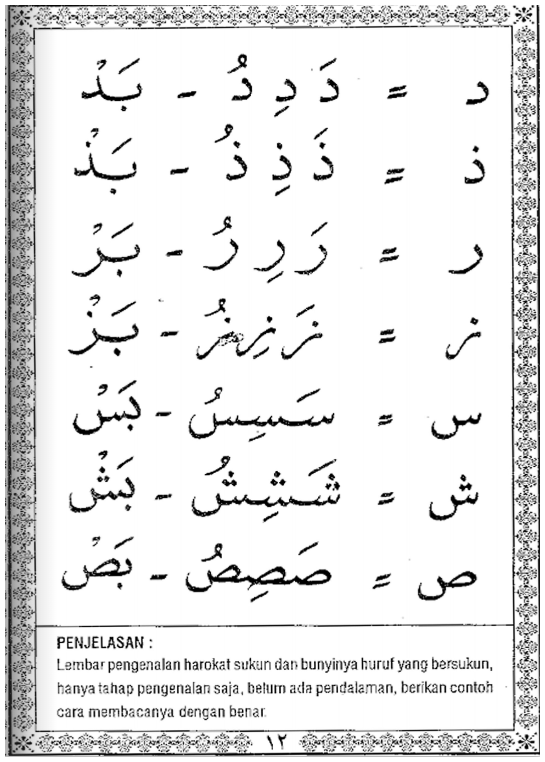 د = دَ دِ دُ - بَدْ
ذ = ذَ ذِ ذُ - بَذْ
ر = رَ رِ رُ - بَرْ
ز = زَ زِ زُ - بَزْ
س = سَسِسُ - بَسْ
ش = شَشِشُ - بَشْ
ص = صَصِصُ - بَصْ
PENJELASAN :
Lembar pengenalan harokat sukun dan bunyinya huruf yang bersukun,
hanya tahap pengenalan saja, belum ada pendalaman, berikan contoh
cara membacanya dengan benar.
١٢